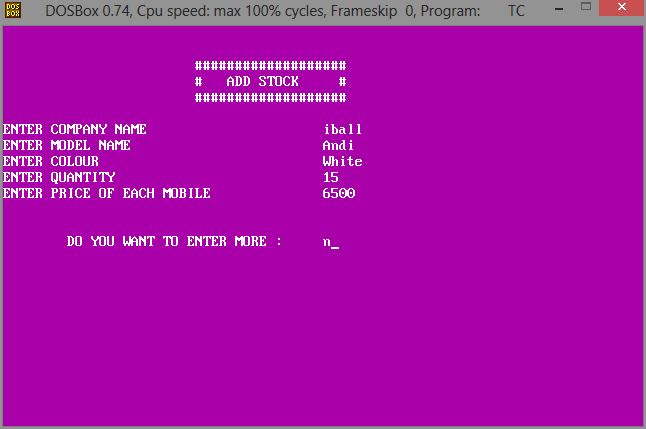 DOS
BOX
DOSBox 0.74, Cpu speed: max 100% cycles, Frameskip  0, Program:       TC
####################
#   ADD STOCK     #
####################
ENTER COMPANY NAME                      iball
ENTER MODEL NAME                        Andi
ENTER COLOUR                            White
ENTER QUANTITY                          15
ENTER PRICE OF EACH MOBILE              6500
DO YOU WANT TO ENTER MORE :     n_